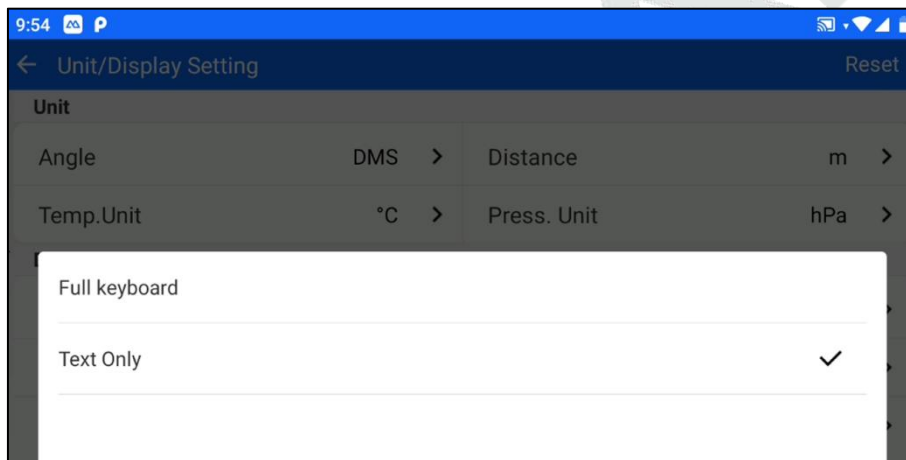 9:54
Unit/Display Setting Reset
Unit
Angle DMS Distance m
Temp.Unit °C Press. Unit hPa
Full keyboard
Text Only